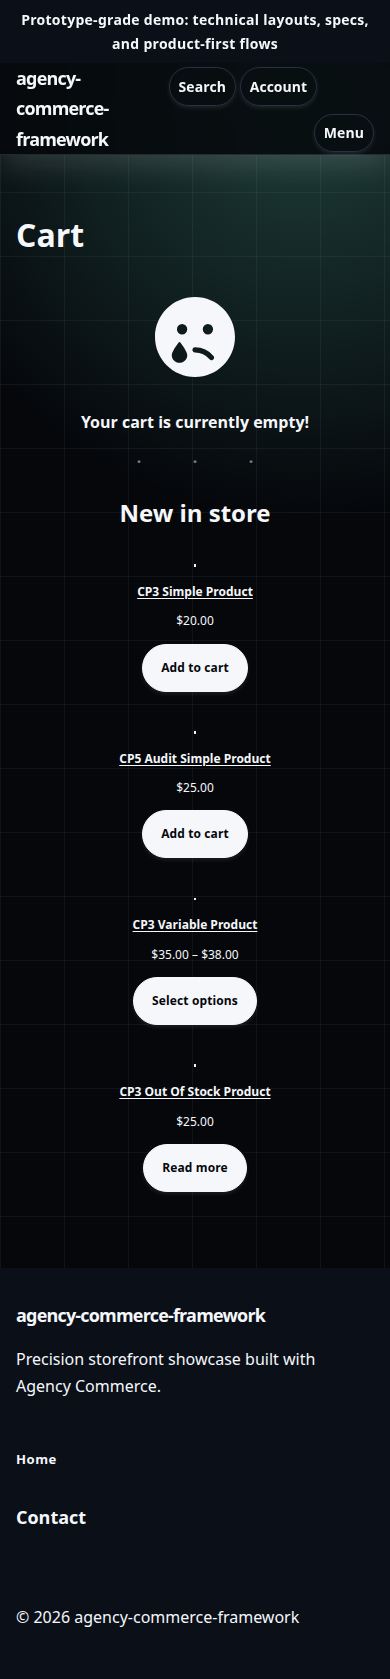 Prototype-grade demo: technical layouts, specs,
and product-first flows
agency-
commerce-
framework
Search
Account
Menu
Cart
Your cart is currently empty!
New in store
CP3 Simple Product
$20.00
Add to cart
CP5 Audit Simple Product
$25.00
Add to cart
CP3 Variable Product
$35.00 – $38.00
Select options
CP3 Out Of Stock Product
$25.00
Read more
agency-commerce-framework
Precision storefront showcase built with
Agency Commerce.
Home
Contact
© 2026 agency-commerce-framework